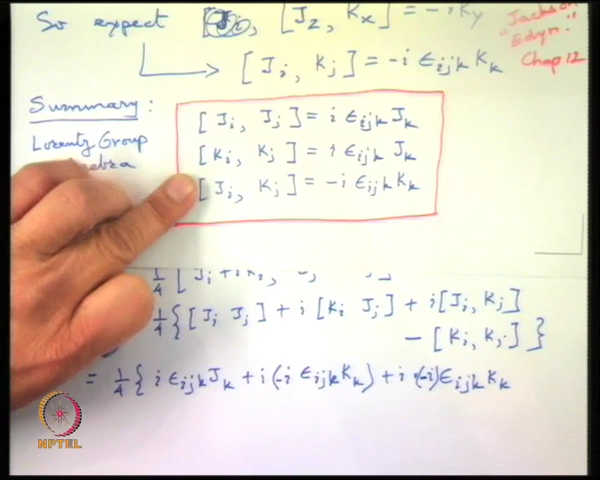 So expect [J_i, [J_z, K_x] = -i K_y
Jackson
"Edyn."
Chap 12
[J_i, K_j] = -i ϵ_ijk K_k
Summary:
Lorentz Group
[J_i, J_j] = i ϵ_ijk J_k
[K_i, K_j] = i ϵ_ijk J_k
[J_i, K_j] = -i ϵ_ijk K_k
1/4 {[J_i J_j] + i [K_i J_j] + i [J_i, K_j]
- [K_i, K_j]}
= 1/4 { i ϵ_ijk J_k + i (-i ϵ_ijk K_k) + i (-i) ϵ_ijk K_k
NPTEL